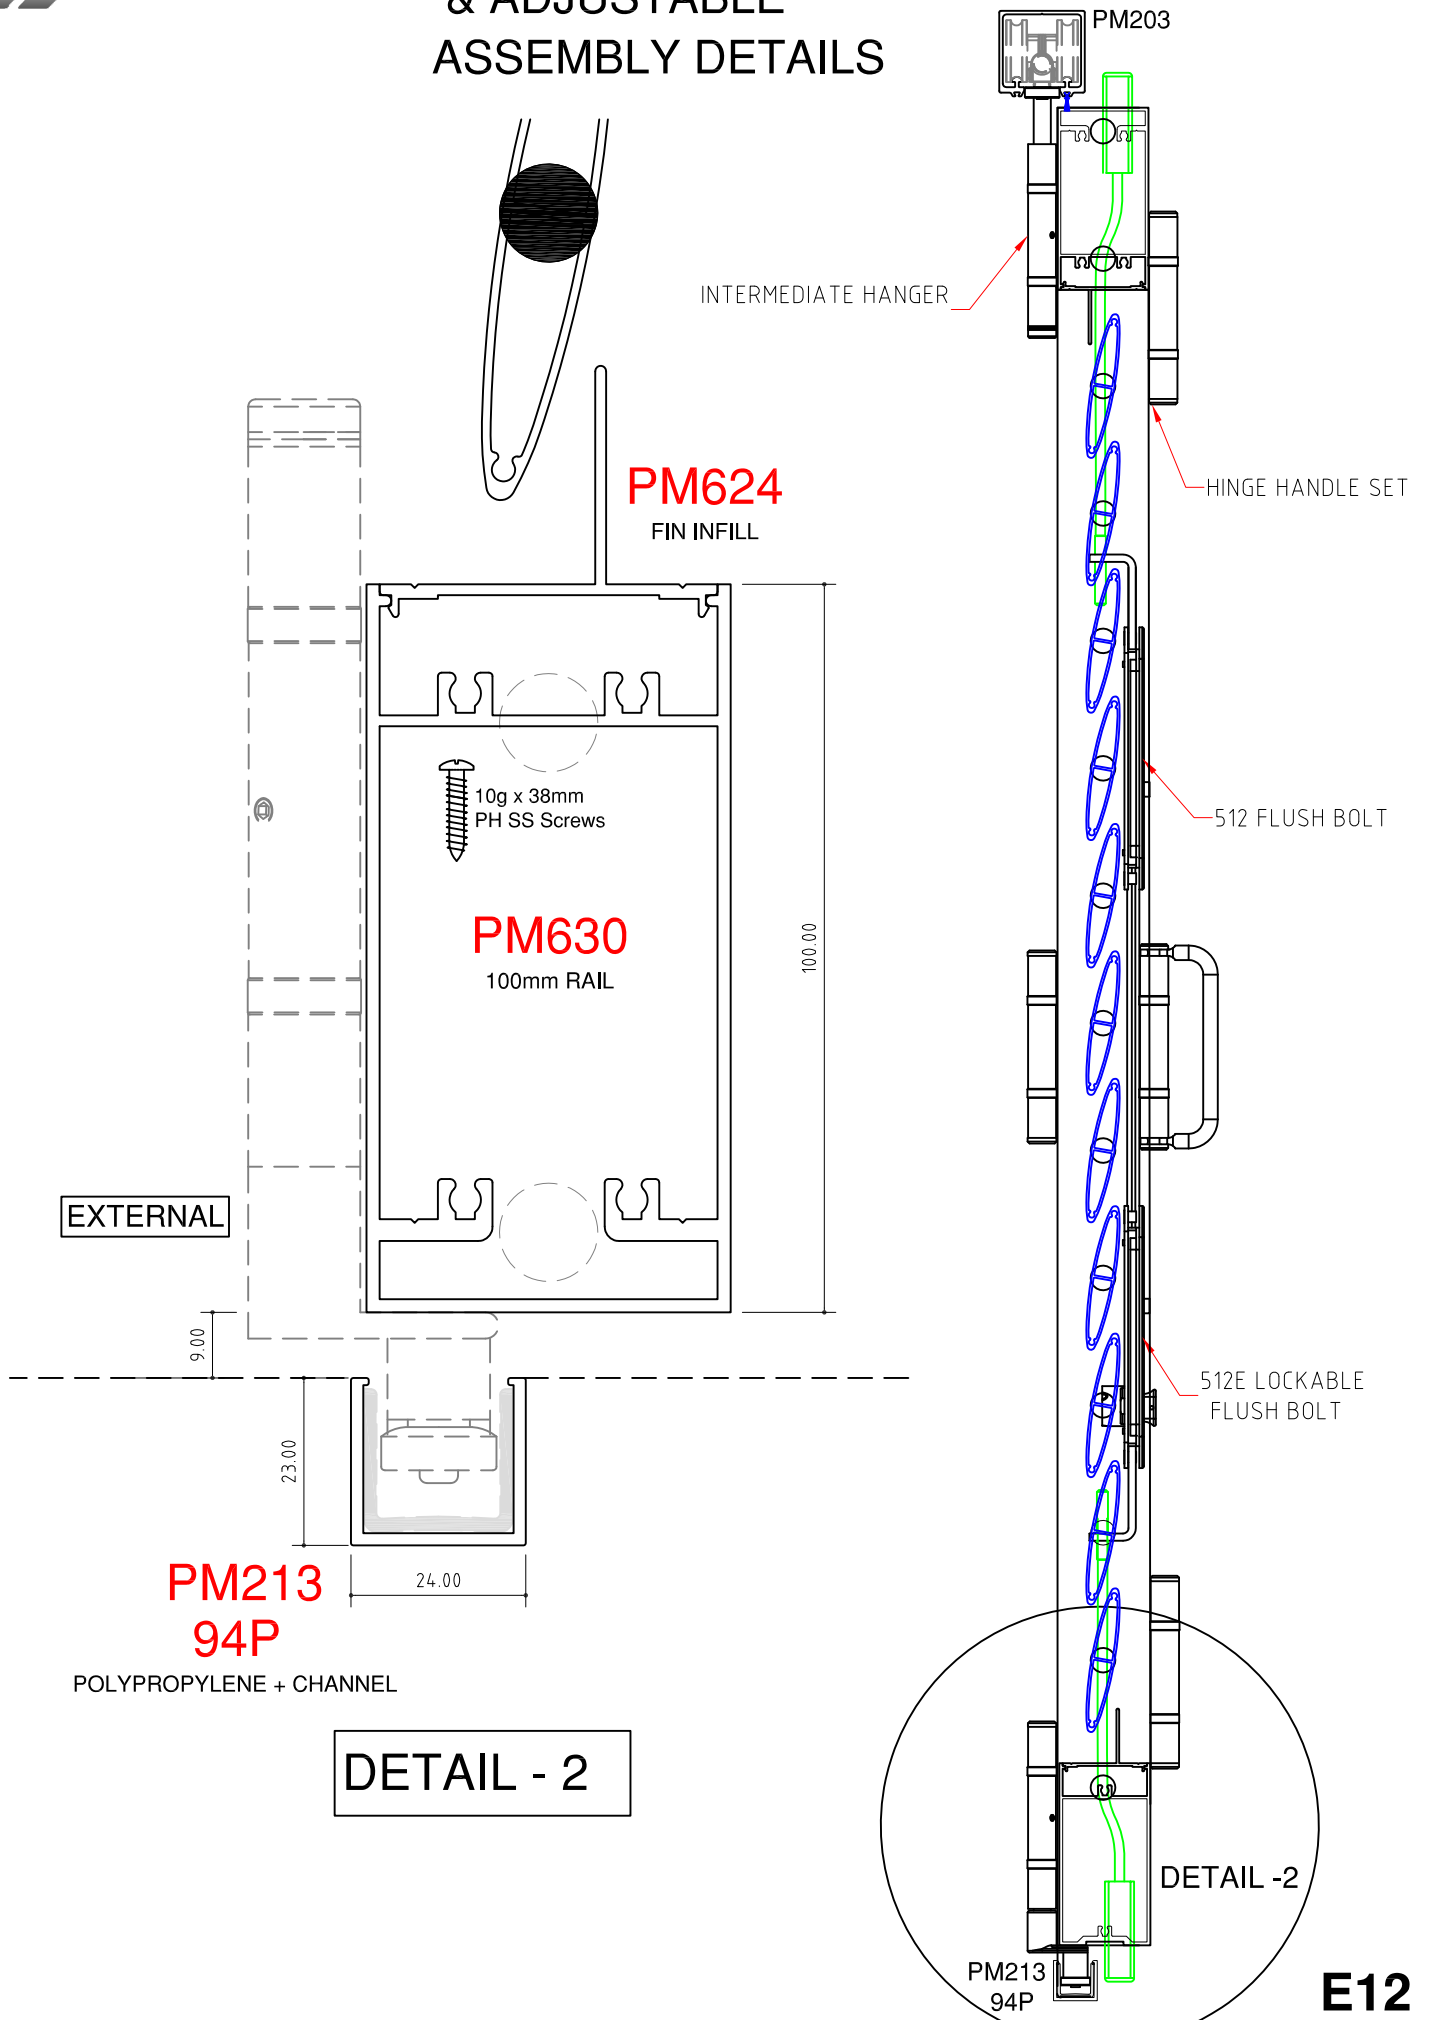 & ADJUSTABLE
ASSEMBLY DETAILS
PM203
INTERMEDIATE HANGER
HINGE HANDLE SET
PM624
FIN INFILL
10g x 38mm
PH SS Screws
512 FLUSH BOLT
PM630
100mm RAIL
100.00
EXTERNAL
9.00
512E LOCKABLE
FLUSH BOLT
23.00
24.00
PM213
94P
POLYPROPYLENE + CHANNEL
DETAIL - 2
DETAIL -2
PM213
94P
E12